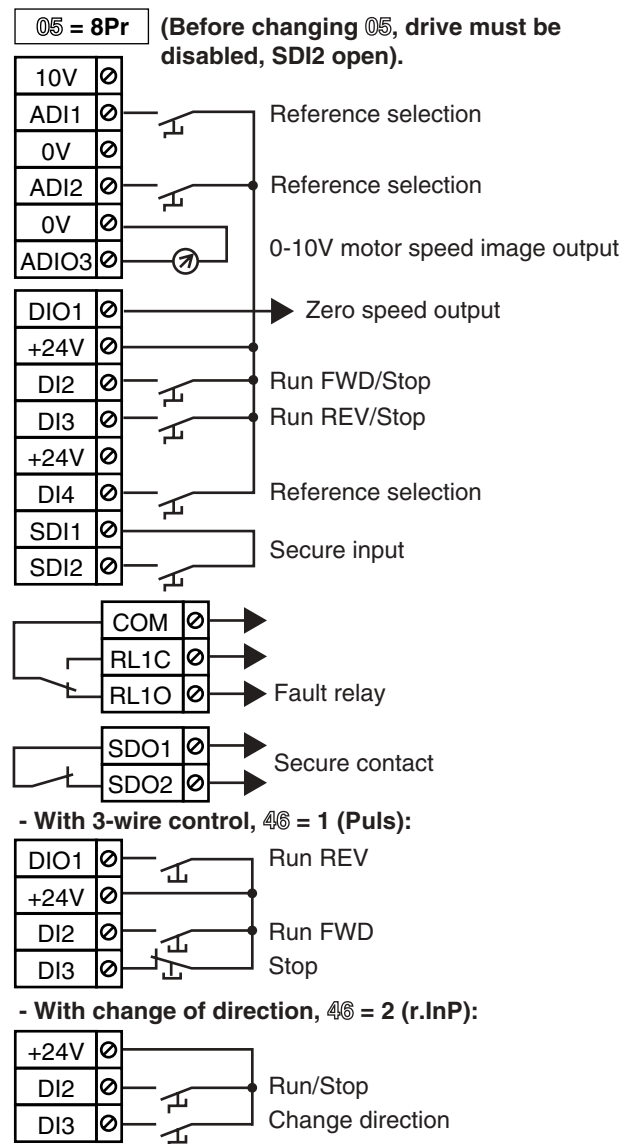 05 = 8Pr (Before changing 05, drive must be
disabled, SDI2 open).
10V
ADI1 Reference selection
0V
ADI2 Reference selection
0V
0-10V motor speed image output
ADIO3
DIO1 Zero speed output
+24V
DI2 Run FWD/Stop
DI3 Run REV/Stop
+24V
DI4 Reference selection
SDI1
Secure input
SDI2
COM
RL1C
RL1O Fault relay
SDO1
Secure contact
SDO2
- With 3-wire control, 46 = 1 (Puls):
DIO1 Run REV
+24V
DI2 Run FWD
DI3 Stop
- With change of direction, 46 = 2 (r.InP):
+24V
DI2 Run/Stop
DI3 Change direction